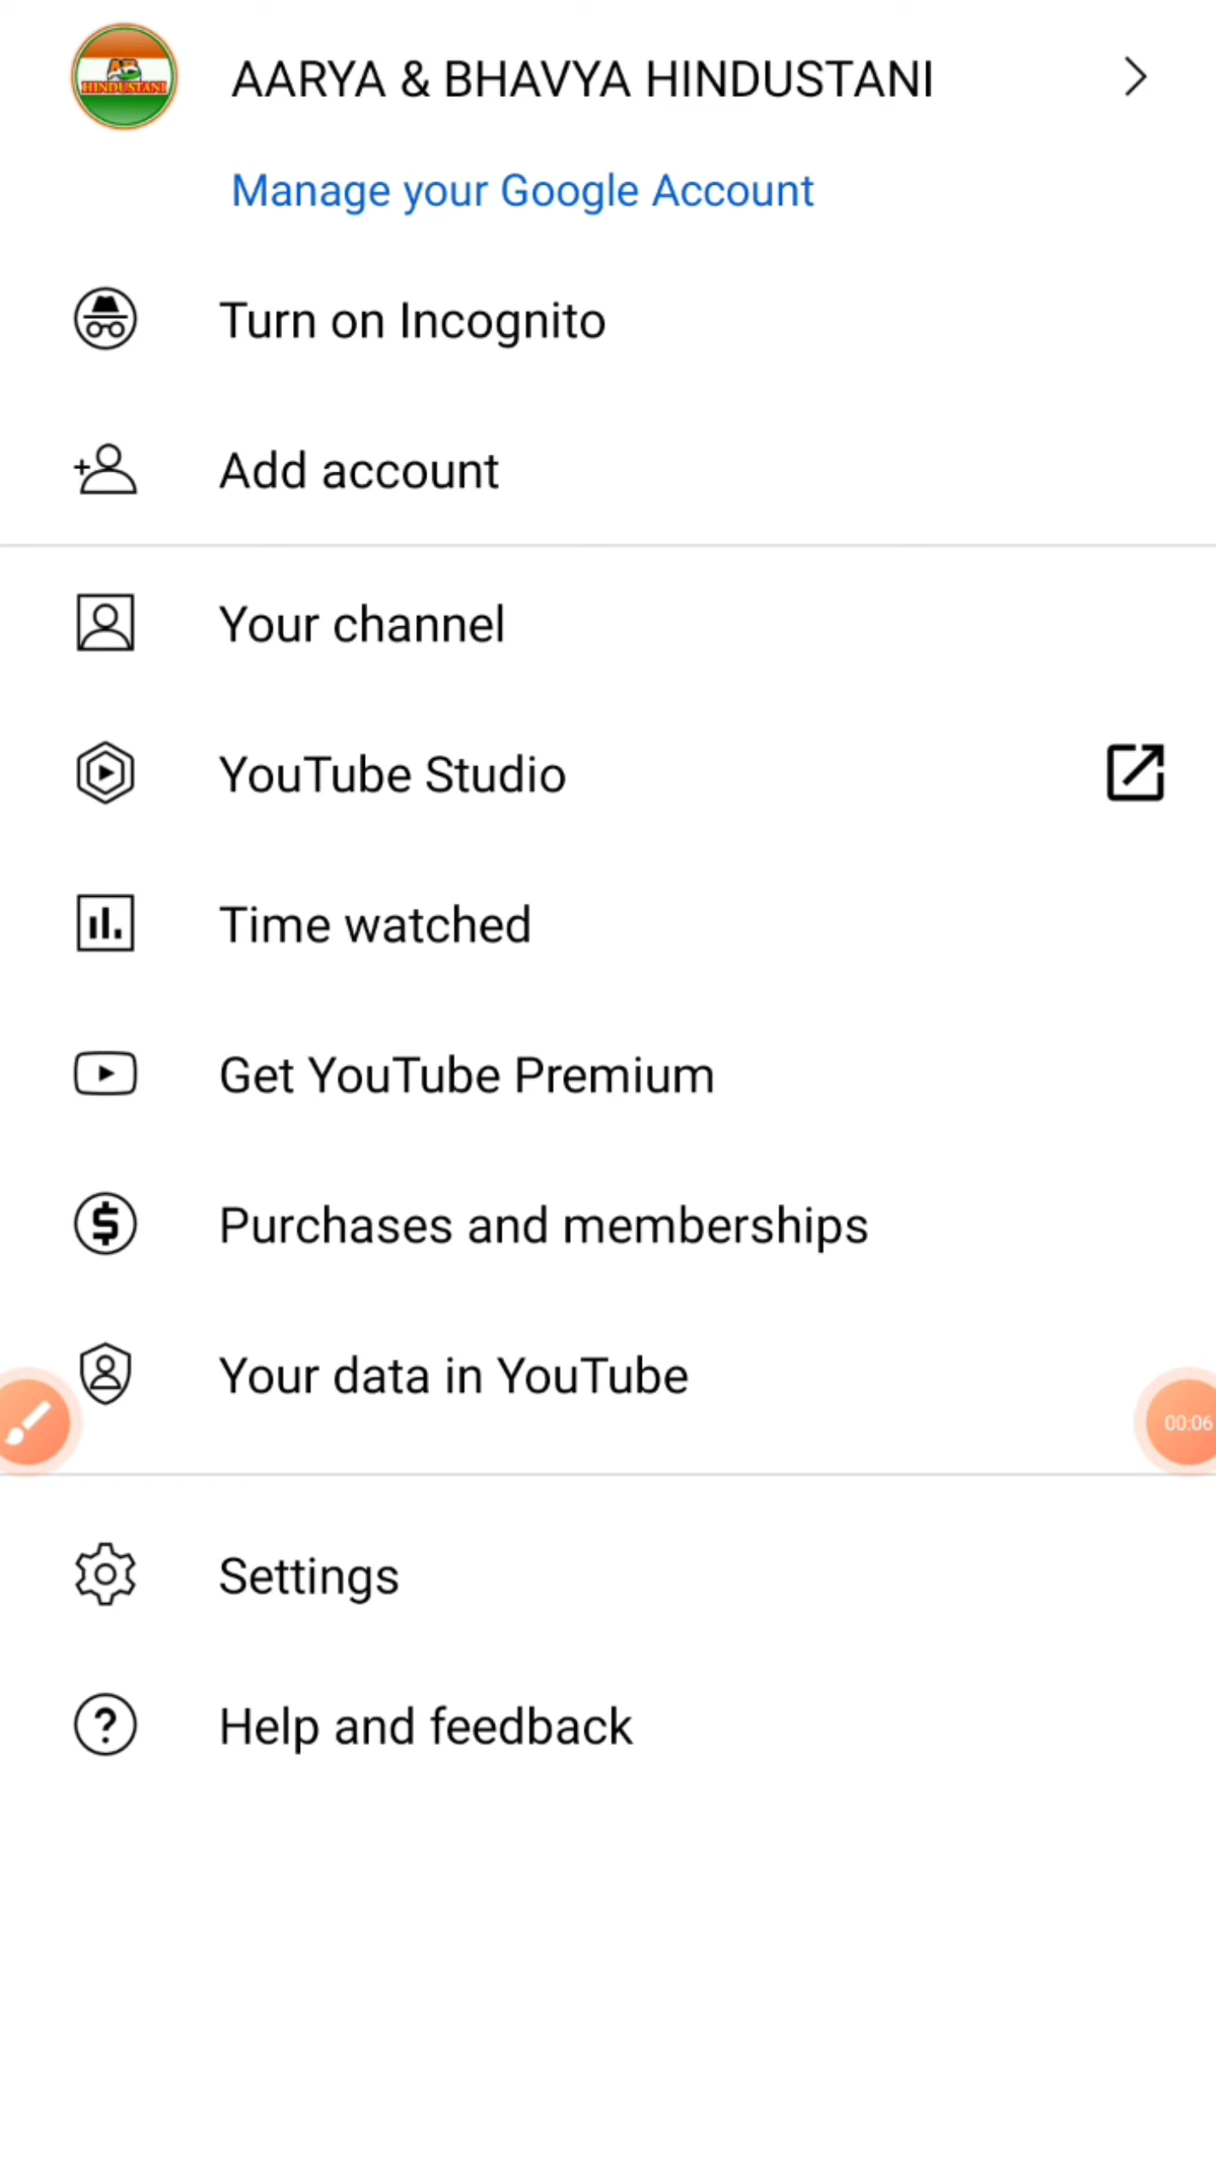 HINDUSTANI
AARYA & BHAVYA HINDUSTANI
Manage your Google Account
Turn on Incognito
Add account
Your channel
YouTube Studio
Time watched
Get YouTube Premium
Purchases and memberships
Your data in YouTube
00:06
Settings
Help and feedback